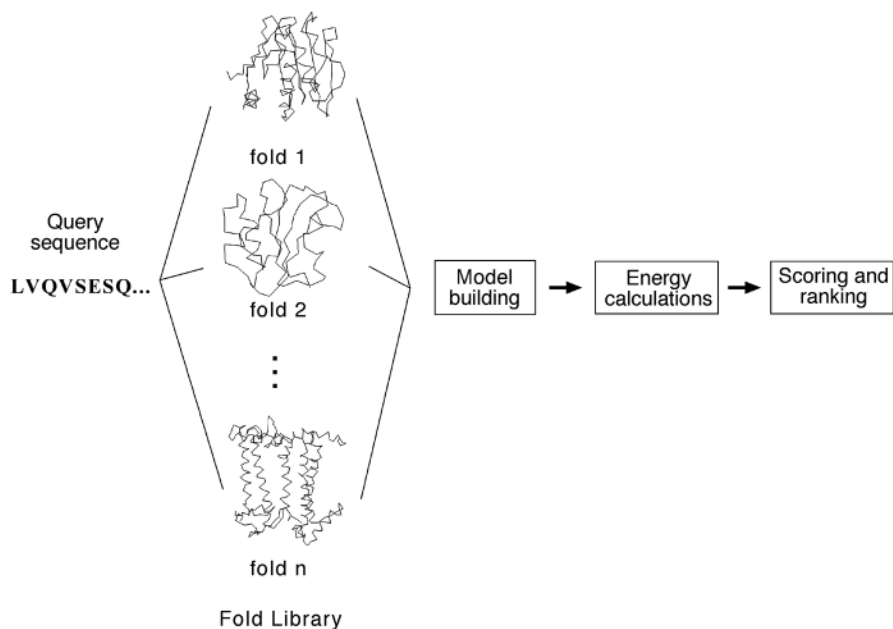 fold 1
Query
sequence
LVQVSESQ...
fold 2
fold n
Fold Library
Model
building
Energy
calculations
Scoring and
ranking